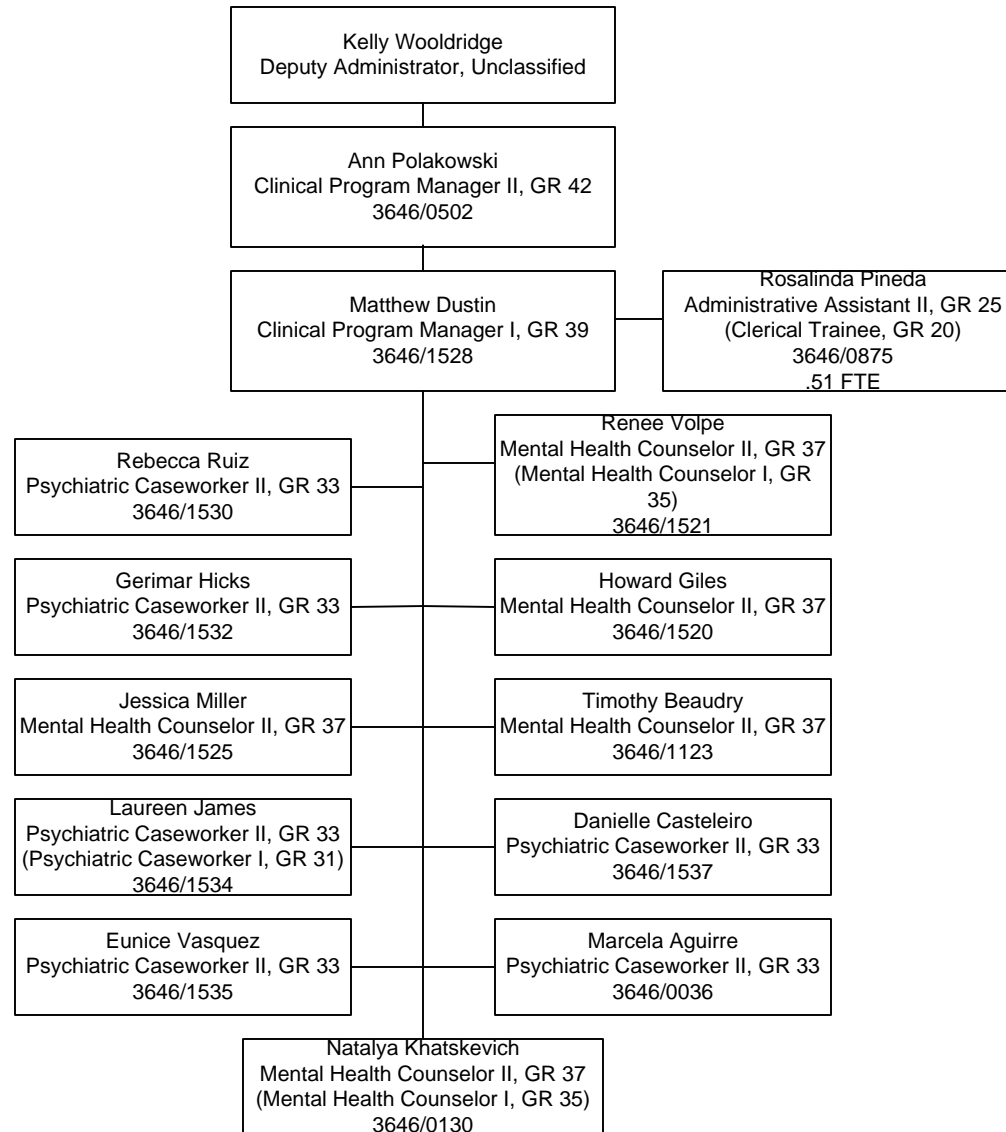 Kelly Wooldridge
Deputy Administrator, Unclassified
Ann Polakowski
Clinical Program Manager II, GR 42
3646/0502
Matthew Dustin
Clinical Program Manager I, GR 39
3646/1528
Rosalinda Pineda
Administrative Assistant II, GR 25
(Clerical Trainee, GR 20)
3646/0875
.51 FTE
Rebecca Ruiz
Psychiatric Caseworker II, GR 33
3646/1530
Renee Volpe
Mental Health Counselor II, GR 37
(Mental Health Counselor I, GR
35)
3646/1521
Gerimar Hicks
Psychiatric Caseworker II, GR 33
3646/1532
Howard Giles
Mental Health Counselor II, GR 37
3646/1520
Jessica Miller
Mental Health Counselor II, GR 37
3646/1525
Timothy Beaudry
Mental Health Counselor II, GR 37
3646/1123
Laureen James
Psychiatric Caseworker II, GR 33
(Psychiatric Caseworker I, GR 31)
3646/1534
Danielle Casteleiro
Psychiatric Caseworker II, GR 33
3646/1537
Eunice Vasquez
Psychiatric Caseworker II, GR 33
3646/1535
Marcela Aguirre
Psychiatric Caseworker II, GR 33
3646/0036
Natalya Khatskevich
Mental Health Counselor II, GR 37
(Mental Health Counselor I, GR 35)
3646/0130